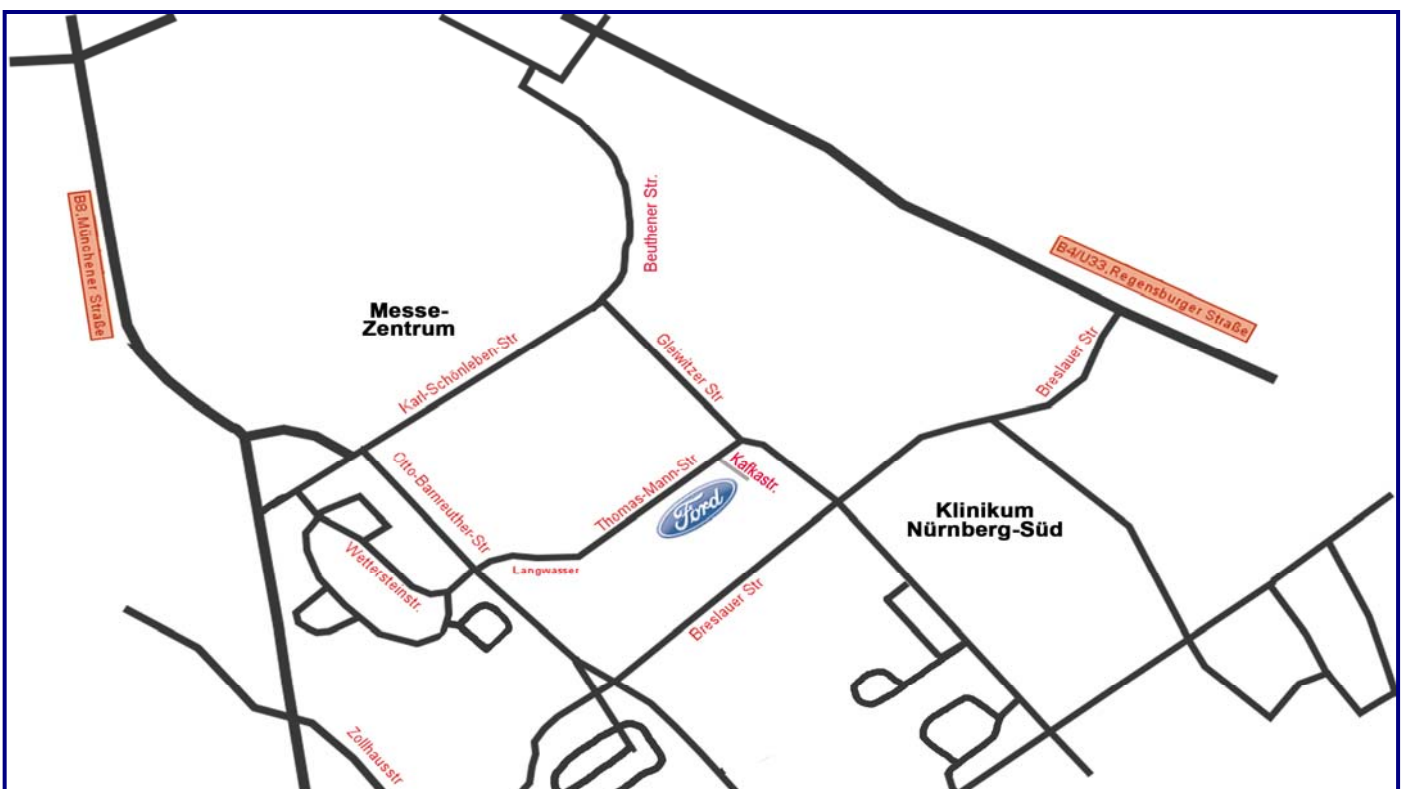 Beuthener Str.
B8,Münchener Straße
B4/U33,Regensburger Straße
Messe-
Zentrum
Karl-Schönleben-Str
Gleiwitzer Str
Breslauer Str
Otto-Barnreuther-Str
Thomas-Mann-Str
Kafkastr.
Ford
Klinikum
Nürnberg-Süd
Wettersteinstr.
Langwasser
Breslauer Str
Zollhausstr